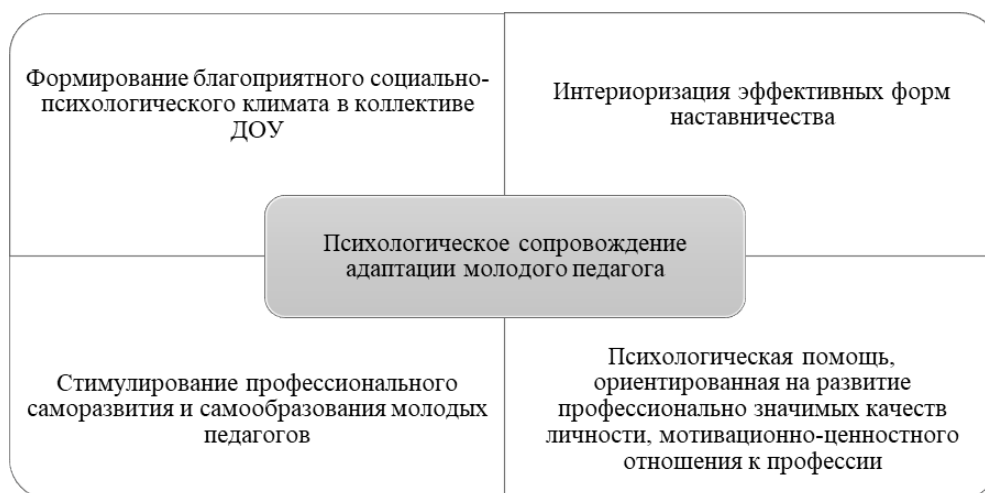 Формирование благоприятного социально-
психологического климата в коллективе
ДОУ
Интериоризация эффективных форм
наставничества
Психологическое сопровождение
адаптации молодого педагога
Стимулирование профессионального
саморазвития и самообразования молодых
педагогов
Психологическая помощь,
ориентированная на развитие
профессионально значимых качеств
личности, мотивационно-ценностного
отношения к профессии